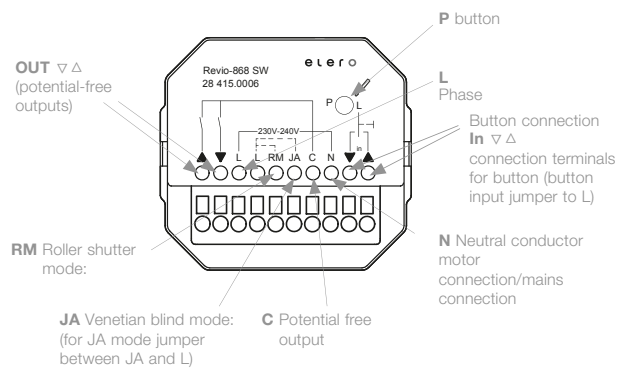 P button
elero
Revio-868 SW
28 415.0006
OUT ▽ △
(potential-free
outputs)
L
Phase
P
L
Button connection
In ▽ △
connection terminals
for button (button
input jumper to L)
230V-240V
in
▲ ▼ L L RM JA C N ▼ ▲
RM Roller shutter
mode:
N Neutral conductor
motor
connection/mains
connection
JA Venetian blind mode:
(for JA mode jumper
between JA and L)
C Potential free
output